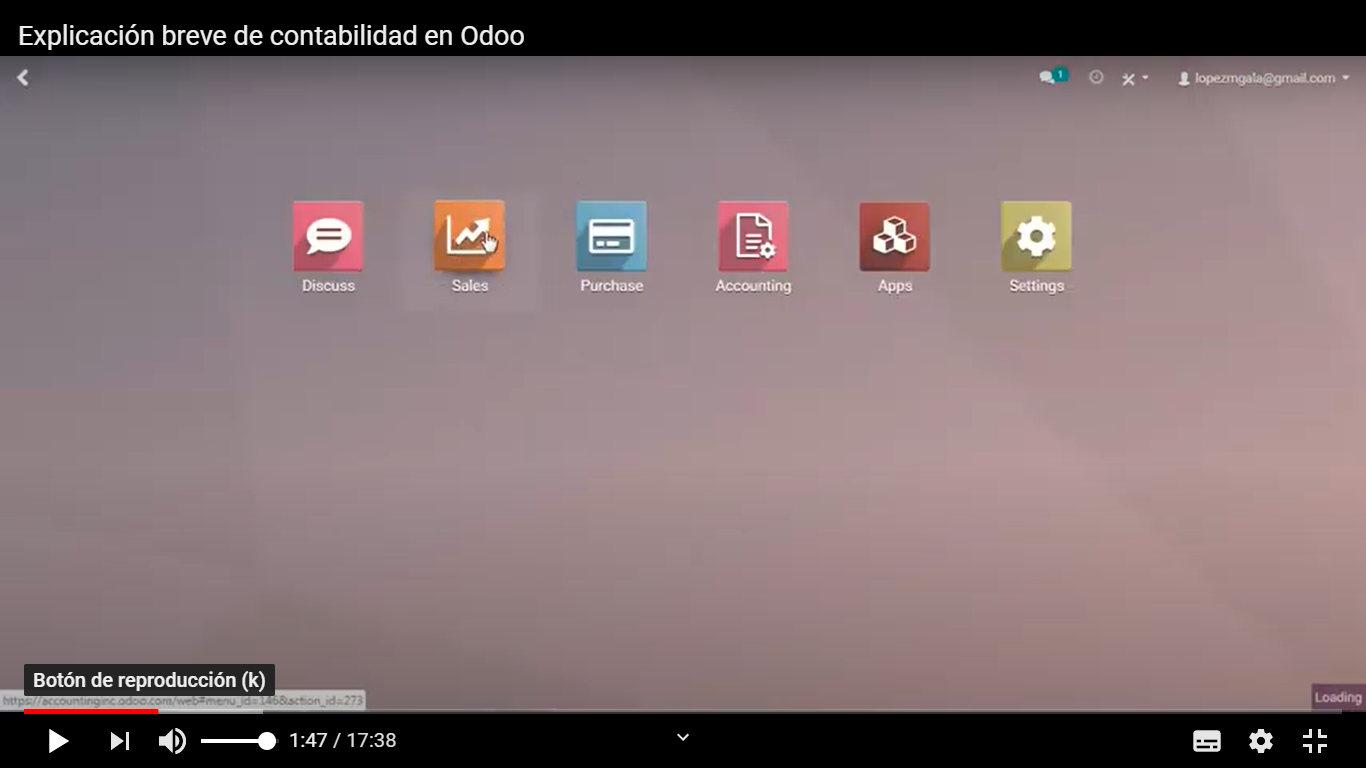 Explicación breve de contabilidad en Odoo
1
lopezmgala@gmail.com
Discuss
Sales
Purchase
Accounting
Apps
Settings
Botón de reproducción (k)
https://accountinginc.odoo.com/web#menu_id=146&action_id=273
Loading
1:47 / 17:38